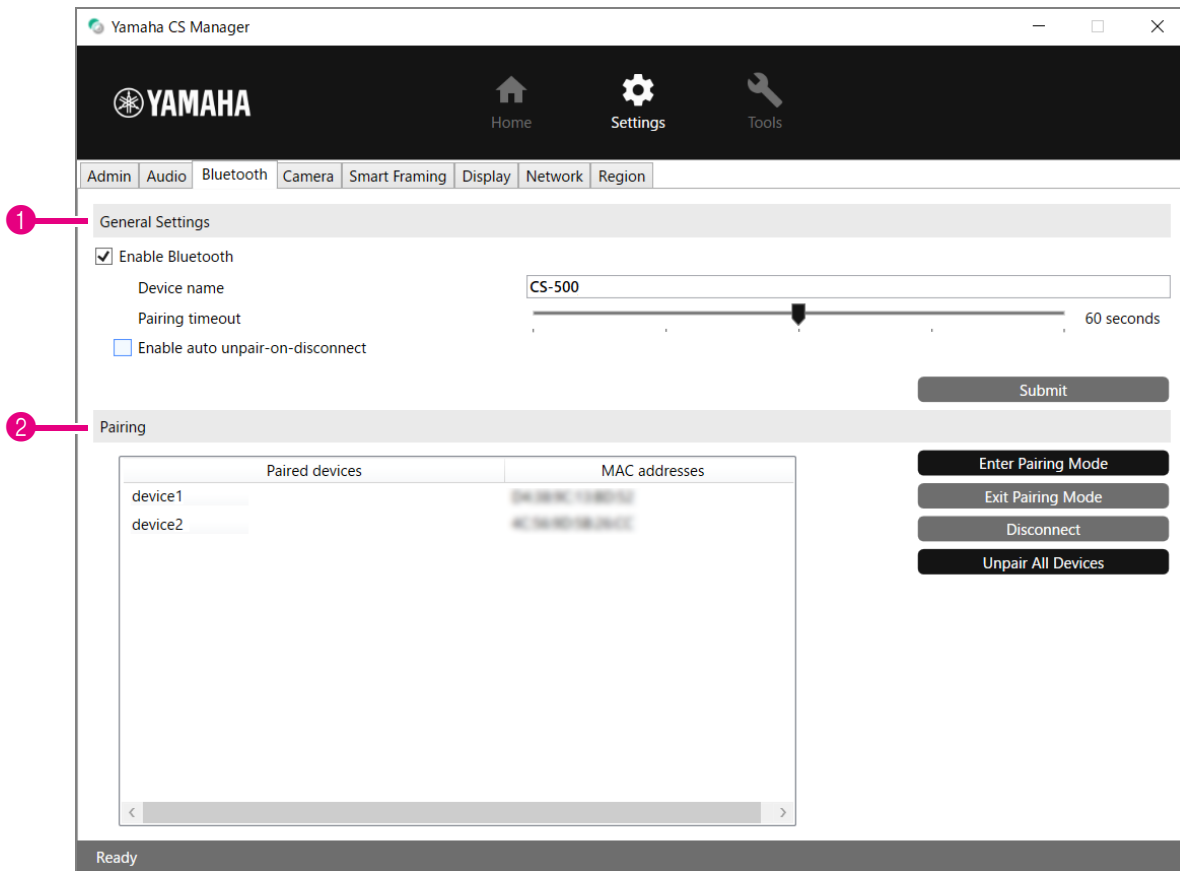 Yamaha CS Manager
YAMAHA
Home Settings Tools
Admin Audio Bluetooth Camera Smart Framing Display Network Region
1
General Settings
Enable Bluetooth
Device name CS-500
Pairing timeout 60 seconds
Enable auto unpair-on-disconnect
Submit
2
Pairing
Paired devices MAC addresses
device1
device2
Enter Pairing Mode
Exit Pairing Mode
Disconnect
Unpair All Devices
Ready